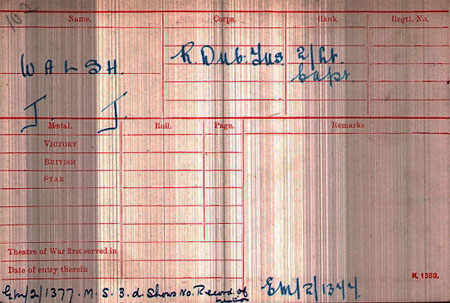 Name. Corps. Rank. Regtl. No.
WALSH. R. Dub. Fus 2/Lt.
Capt.
J J.
Medal. Roll. Page. Remarks.
VICTORY
BRITISH
STAR
Theatre of War first served in
Date of entry therein
K. 1380.
EM/2/1377. M. S. 3. d. Shows No. Record of
EM/2/1377